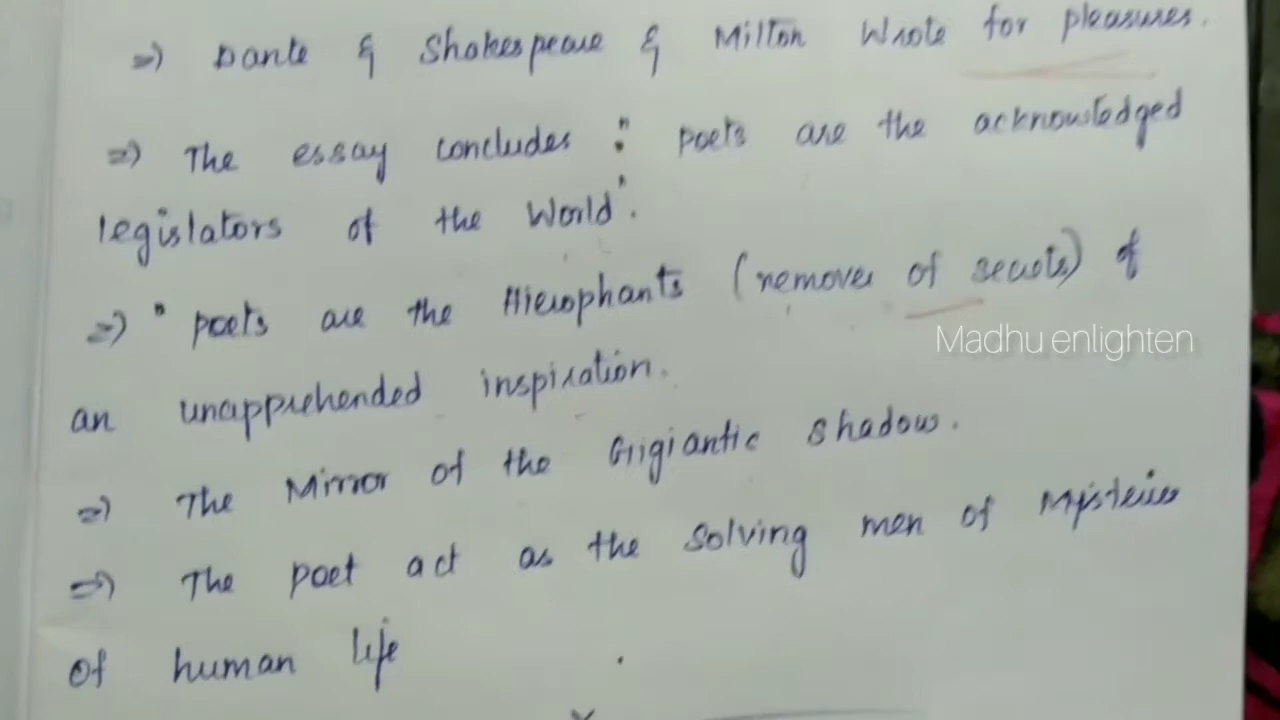 =) Dante & Shakespeare & Milton Wrote for pleasures.
=) The essay concludes : " poets are the acknowledged
legislators of the World".
=) " poets are the Hierophants (remover of secrets) of
Madhu enlighten
an unapprehended inspiration.
=) The Mirror of the Gigiantic shadow.
=) The poet act as the solving men of Mysteries
of human life.